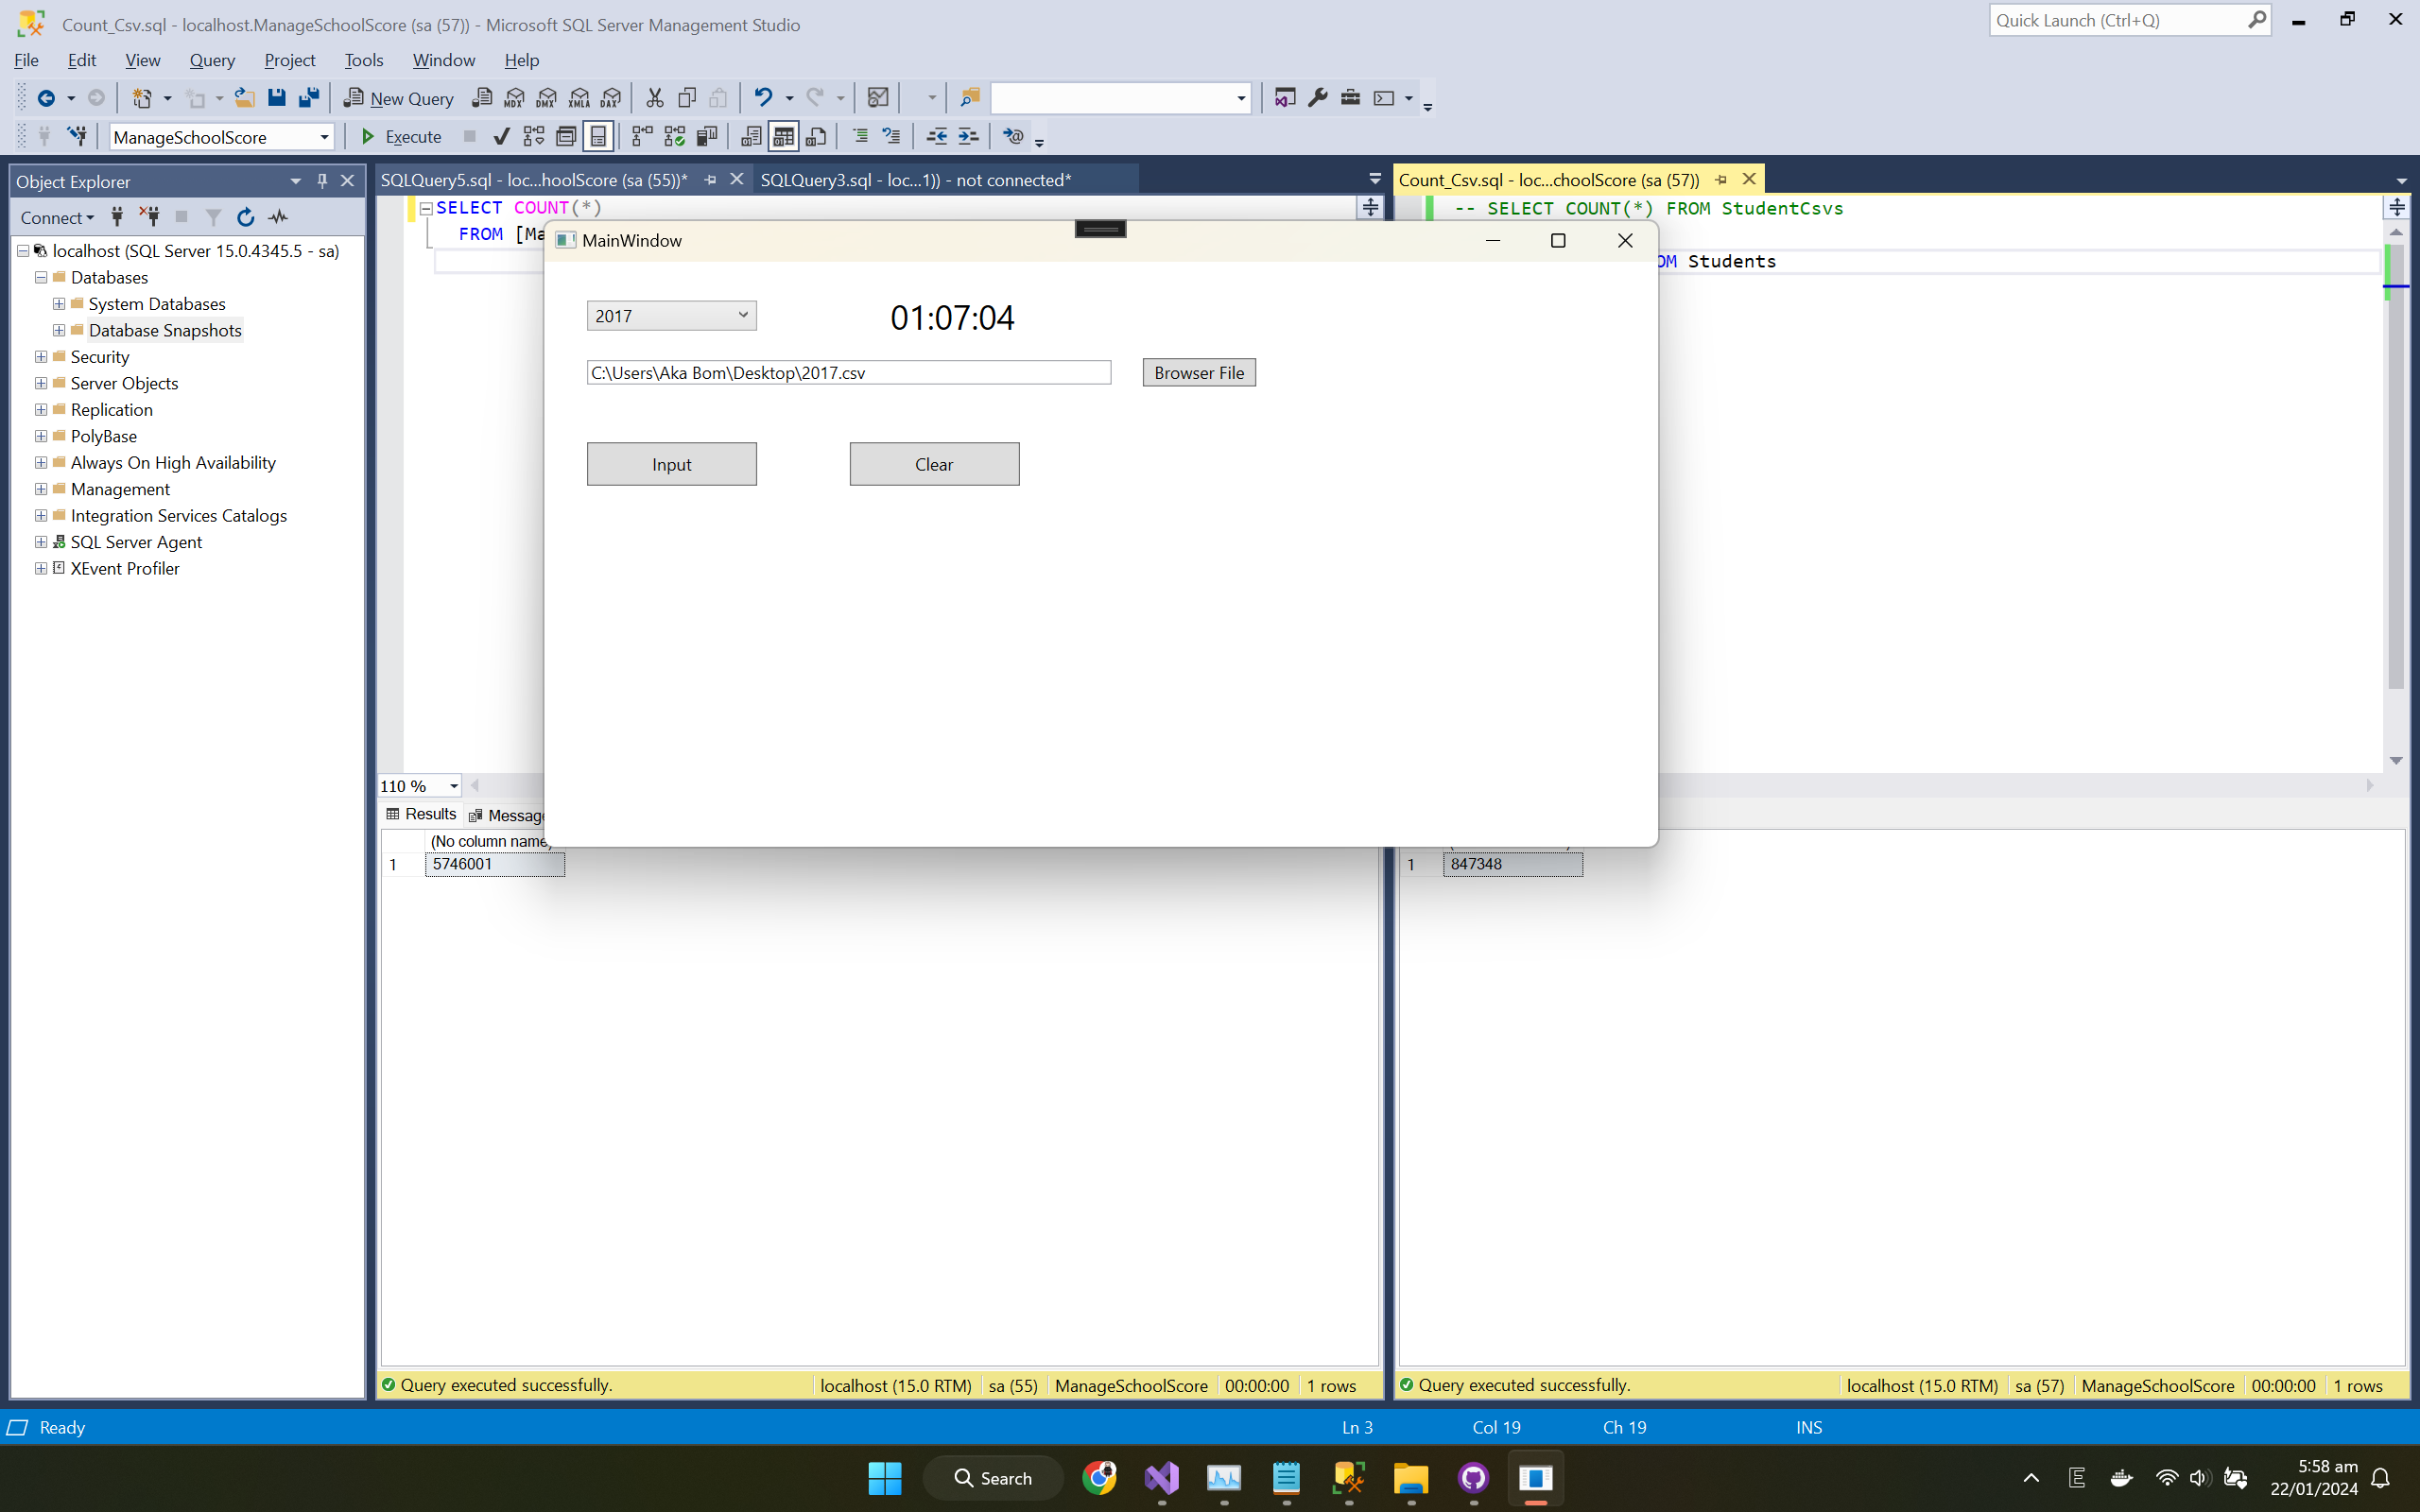 Count_Csv.sql - localhost.ManageSchoolScore (sa (57)) - Microsoft SQL Server Management Studio
Quick Launch (Ctrl+Q)
File Edit View Query Project Tools Window Help
New Query MDX DMX XMLA DAX
ManageSchoolScore Execute
Object Explorer
Connect
localhost (SQL Server 15.0.4345.5 - sa)
Databases
System Databases
Database Snapshots
Security
Server Objects
Replication
PolyBase
Always On High Availability
Management
Integration Services Catalogs
SQL Server Agent
XEvent Profiler
SQLQuery5.sql - loc...hoolScore (sa (55))*
SQLQuery3.sql - loc...1)) - not connected*
SELECT COUNT(*)
FROM [Ma
110 %
Results
Message
(No column name)
1 5746001
Query executed successfully.
localhost (15.0 RTM) sa (55) ManageSchoolScore 00:00:00 1 rows
MainWindow
2017
01:07:04
C:\Users\Aka Bom\Desktop\2017.csv
Browser File
Input
Clear
Count_Csv.sql - loc...choolScore (sa (57))
-- SELECT COUNT(*) FROM StudentCsvs
OM Students
1 847348
Query executed successfully.
localhost (15.0 RTM) sa (57) ManageSchoolScore 00:00:00 1 rows
Ready
Ln 3 Col 19 Ch 19 INS
Search
E
5:58 am
22/01/2024